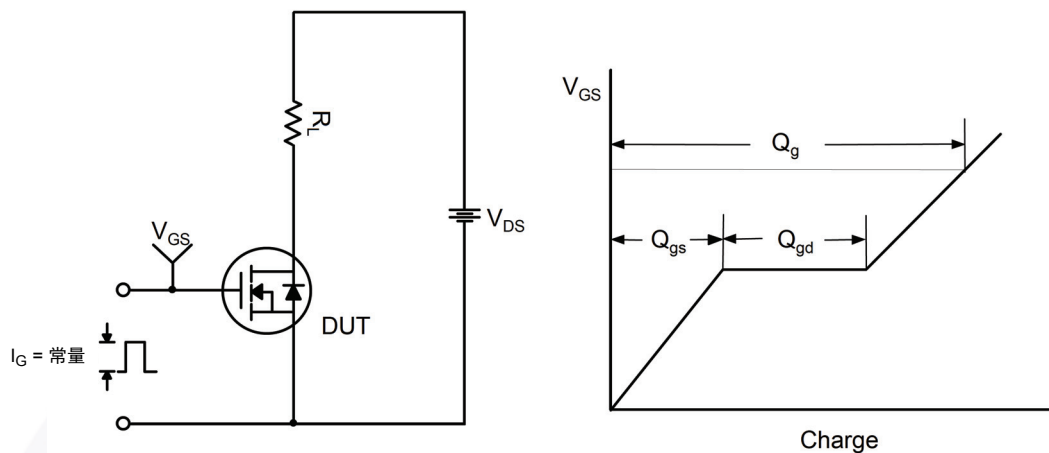 R_L
V_GS
V_DS
DUT
I_G = 常量
V_GS
Q_g
Q_gs
Q_gd
Charge